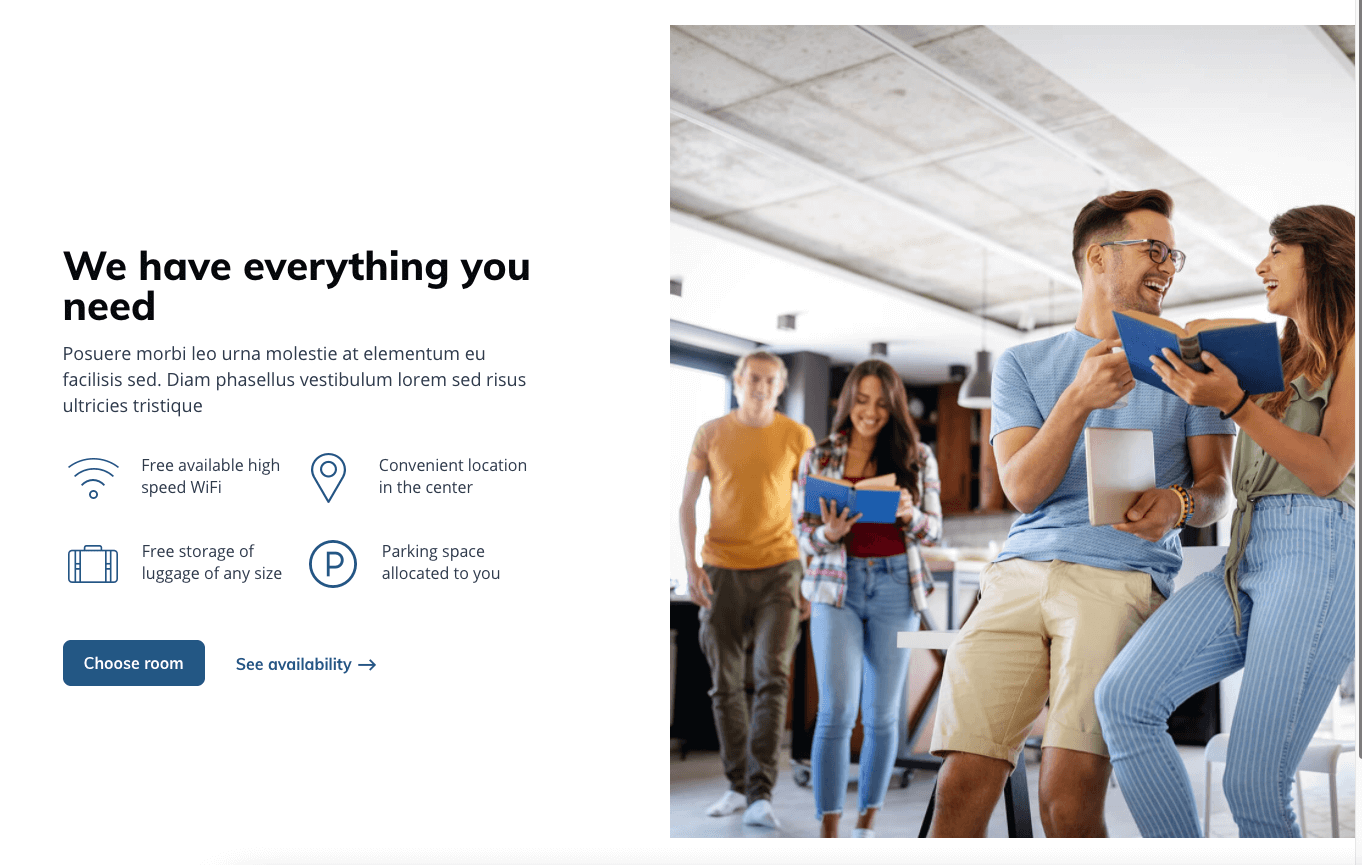 We have everything you
need
Posuere morbi leo urna molestie at elementum eu
facilisis sed. Diam phasellus vestibulum lorem sed risus
ultricies tristique
Free available high
speed WiFi
Convenient location
in the center
Free storage of
luggage of any size
P
Parking space
allocated to you
Choose room
See availability →